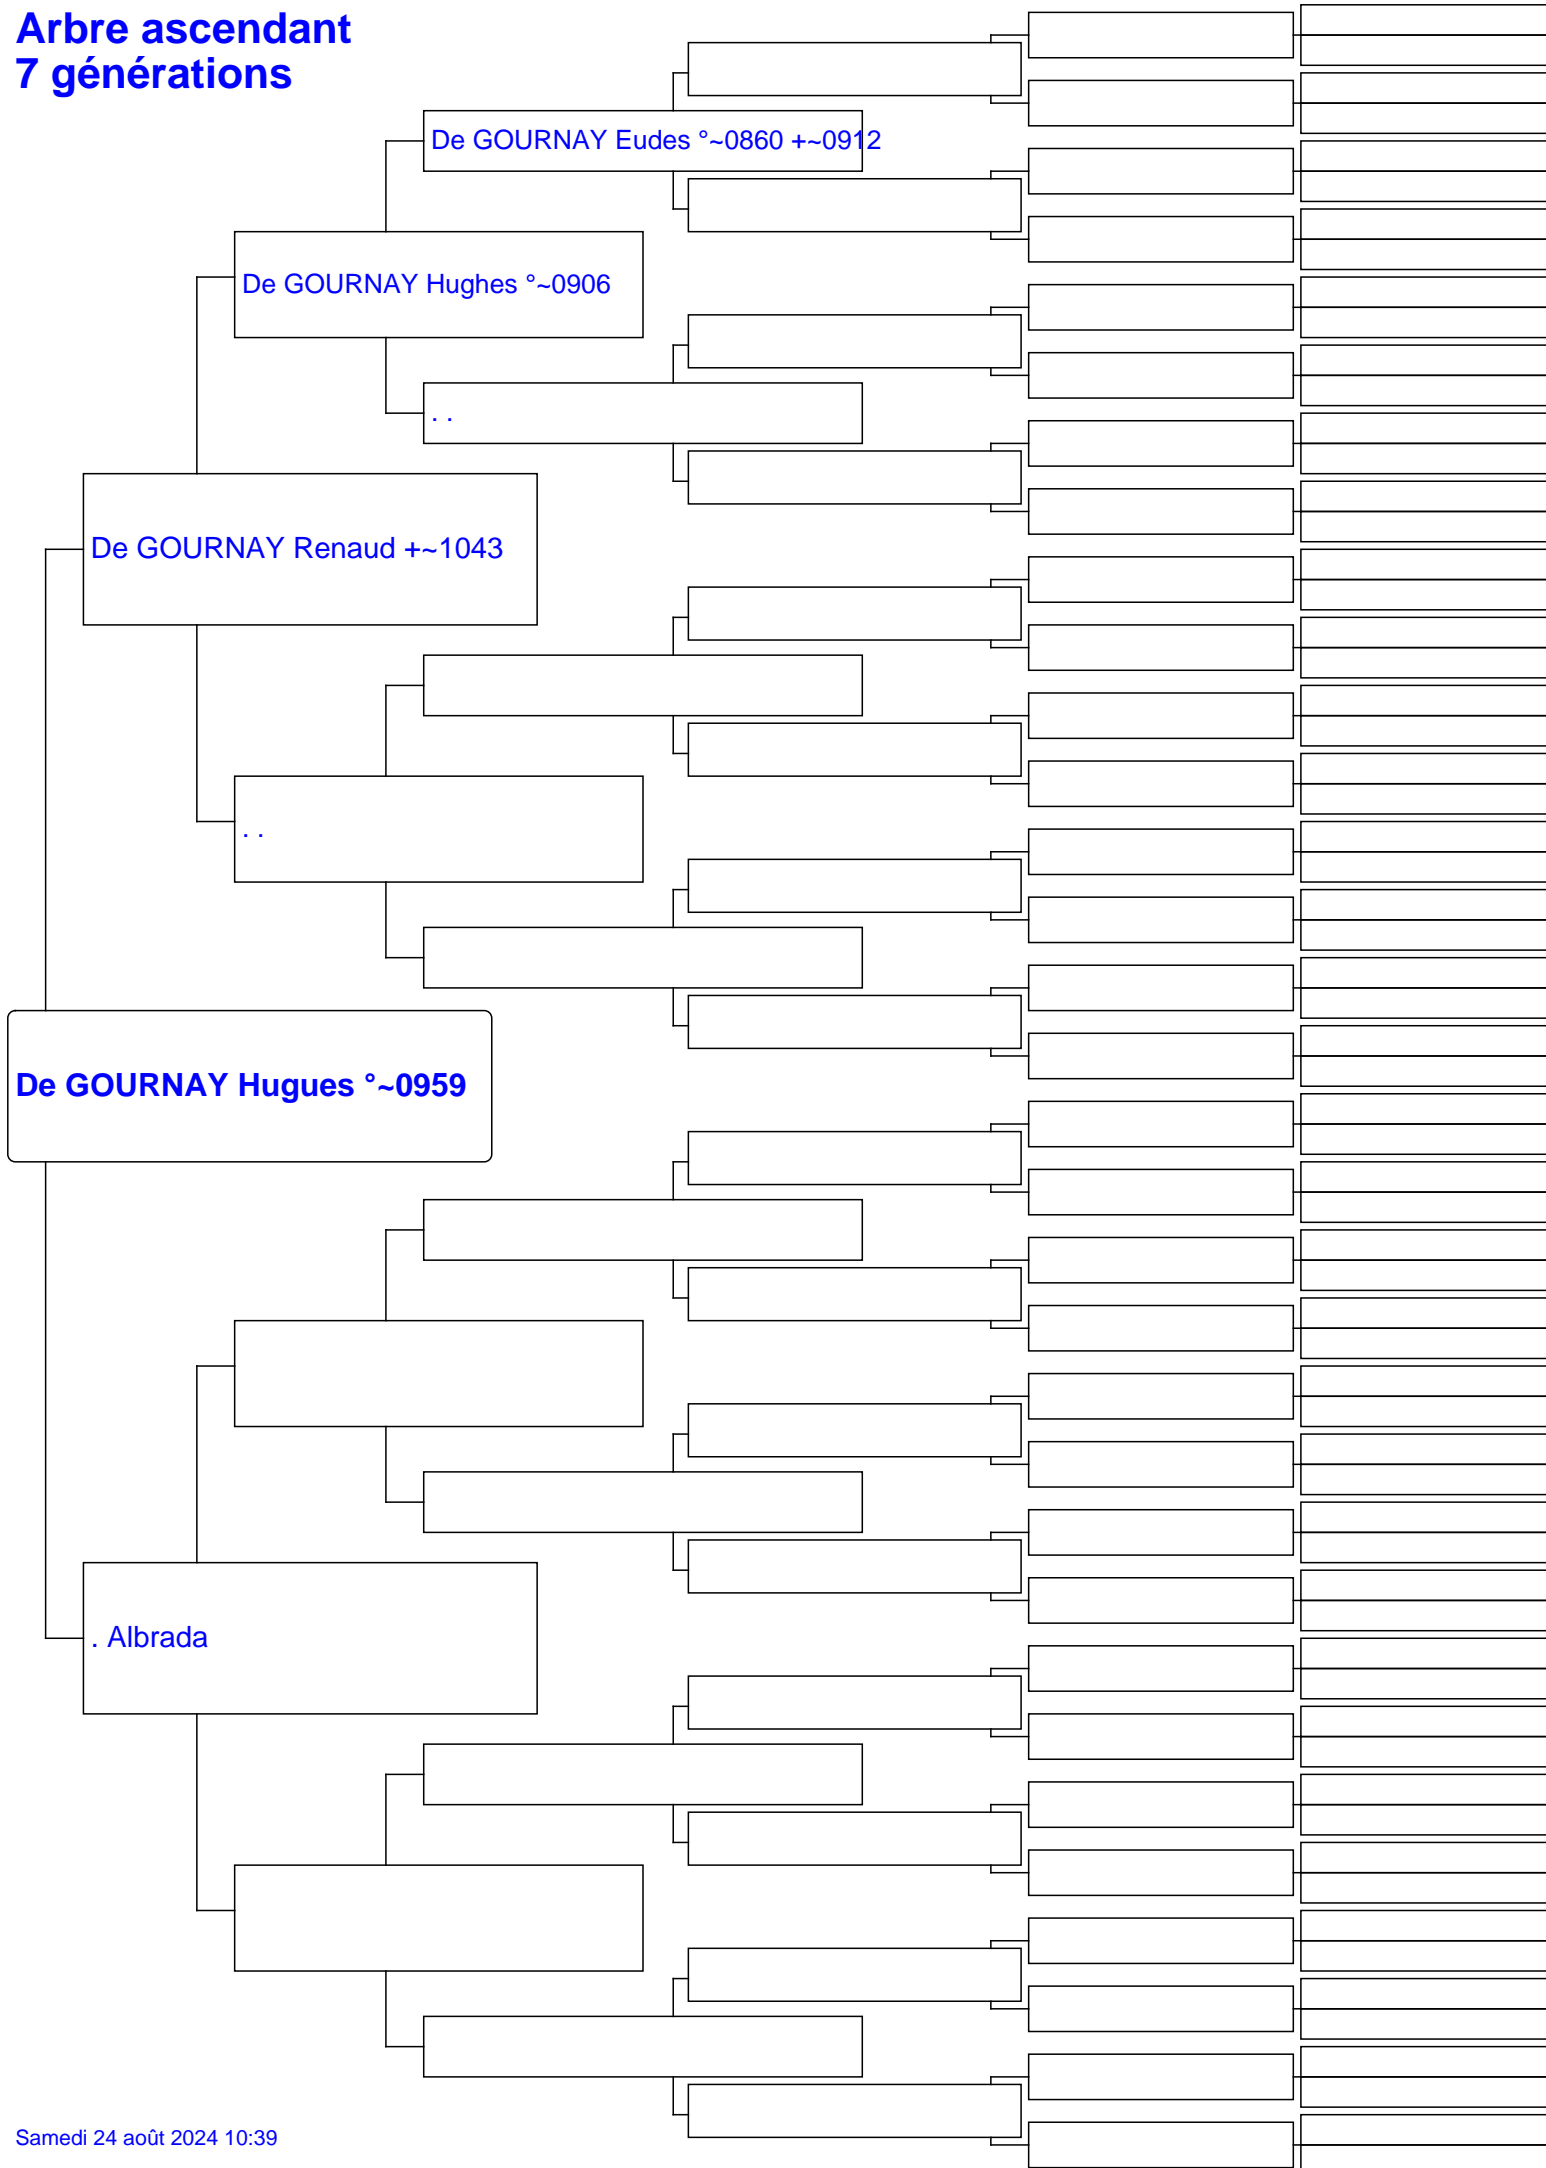 Arbre ascendant
7 générations
De GOURNAY Eudes °~0860 +~0912
De GOURNAY Hughes °~0906
. .
De GOURNAY Renaud +~1043
. .
De GOURNAY Hugues °~0959
. Albrada
Samedi 24 août 2024 10:39